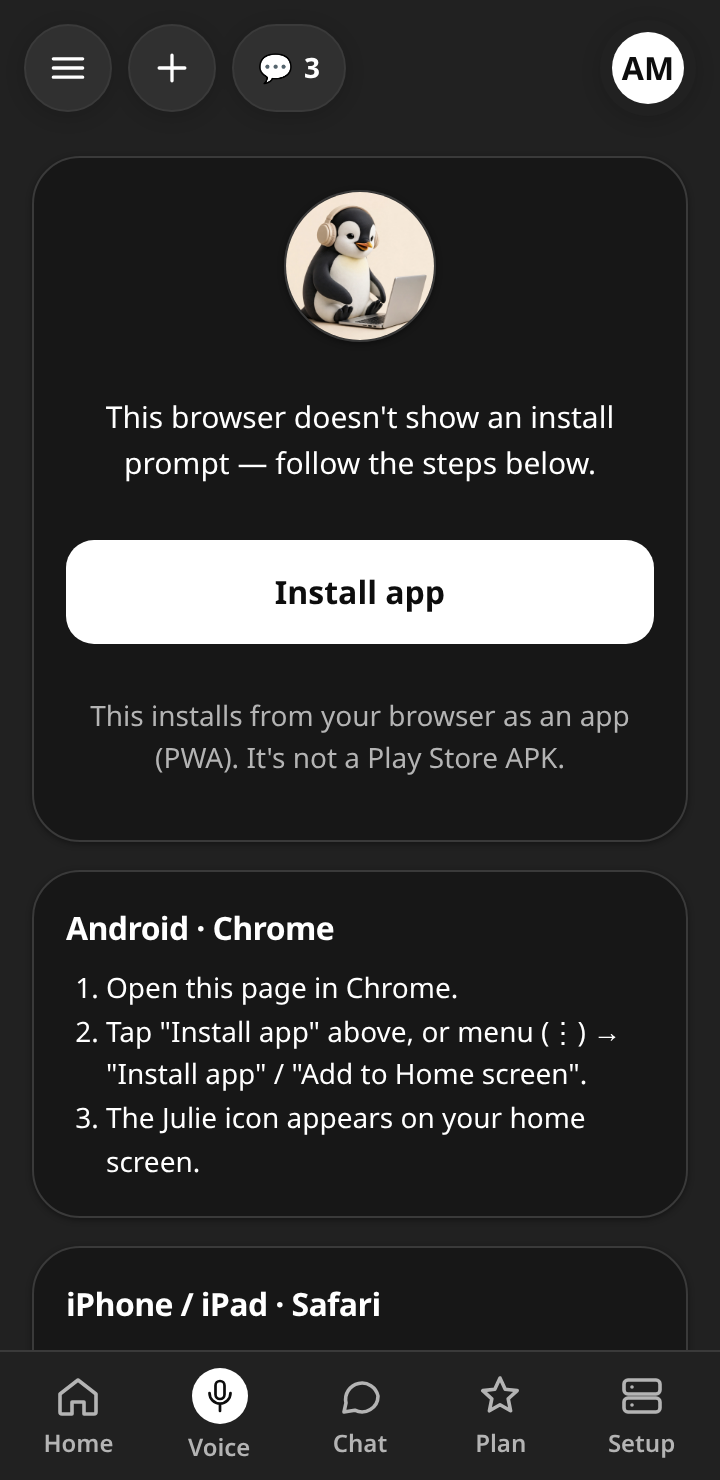 3
AM
This browser doesn't show an install
prompt — follow the steps below.
Install app
This installs from your browser as an app
(PWA). It's not a Play Store APK.
Android · Chrome
1. Open this page in Chrome.
2. Tap "Install app" above, or menu (⋮) →
"Install app" / "Add to Home screen".
3. The Julie icon appears on your home
screen.
iPhone / iPad · Safari
Home
Voice
Chat
Plan
Setup